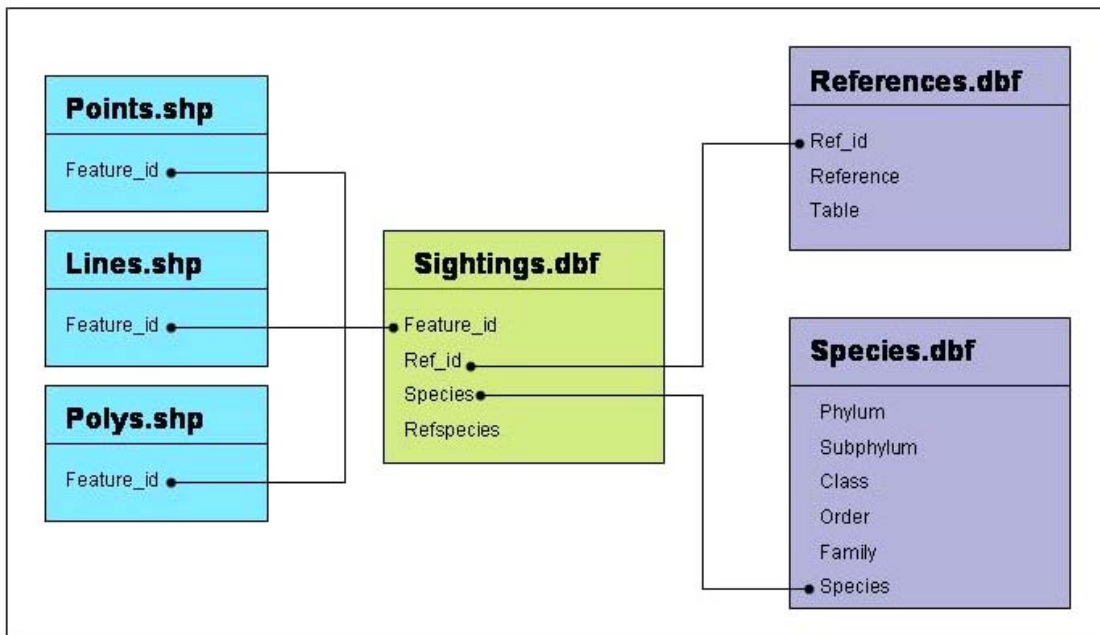 Points.shp
Feature_id
Lines.shp
Feature_id
Polys.shp
Feature_id
Sightings.dbf
Feature_id
Ref_id
Species
Refspecies
References.dbf
Ref_id
Reference
Table
Species.dbf
Phylum
Subphylum
Class
Order
Family
Species